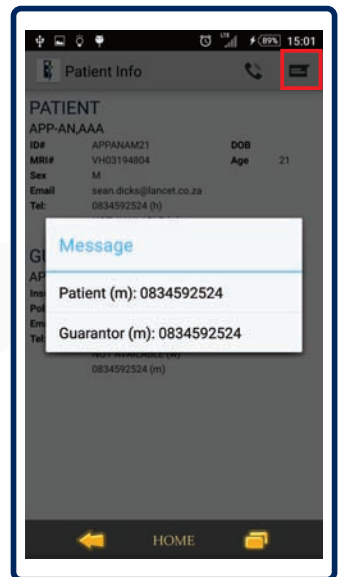 LTE 89% 15:01
Patient Info
PATIENT
APP-AN,AAA
ID# APPANAM21 DOB
MRI# VH03194804 Age 21
Sex M
Email sean.dicks@lancet.co.za
Tel: 0834592524 (h)
Message
Patient (m): 0834592524
Guarantor (m): 0834592524
NOT AVAILABLE (w)
0834592524 (m)
HOME